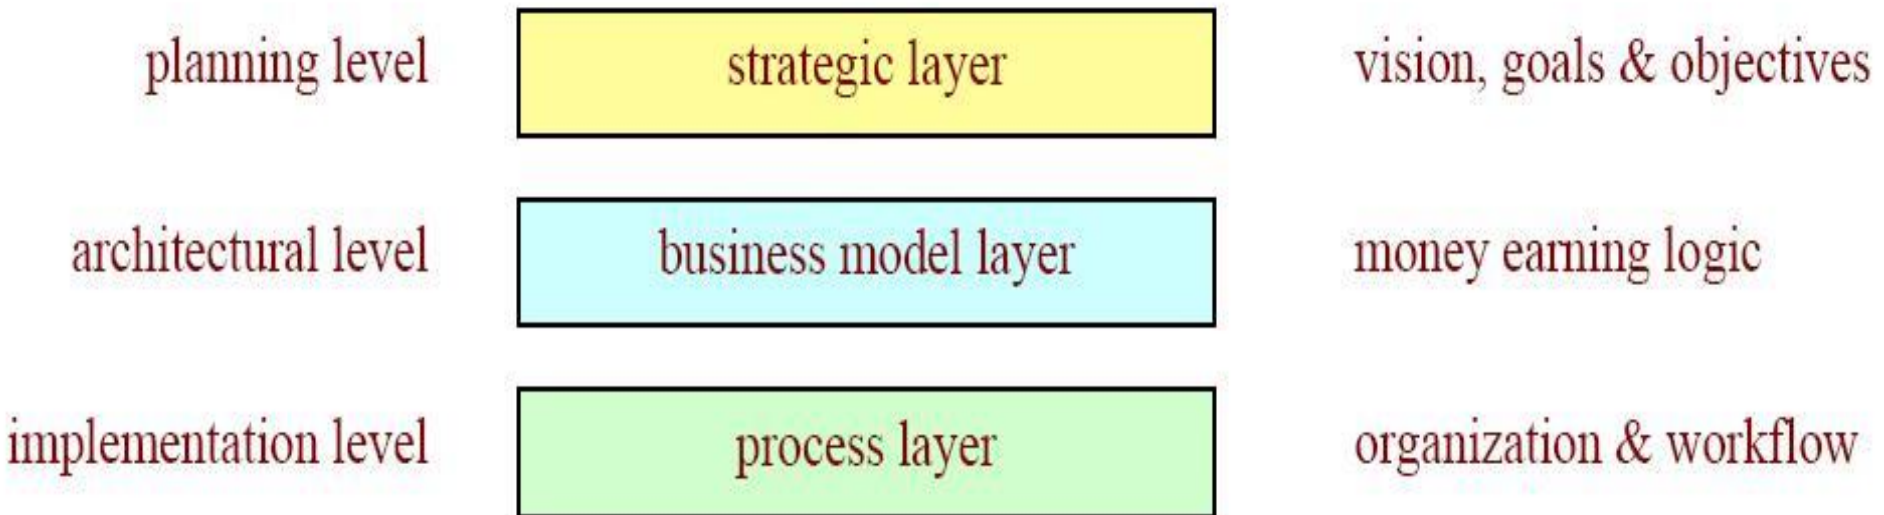 planning level strategic layer vision, goals & objectives
architectural level business model layer money earning logic
implementation level process layer organization & workflow